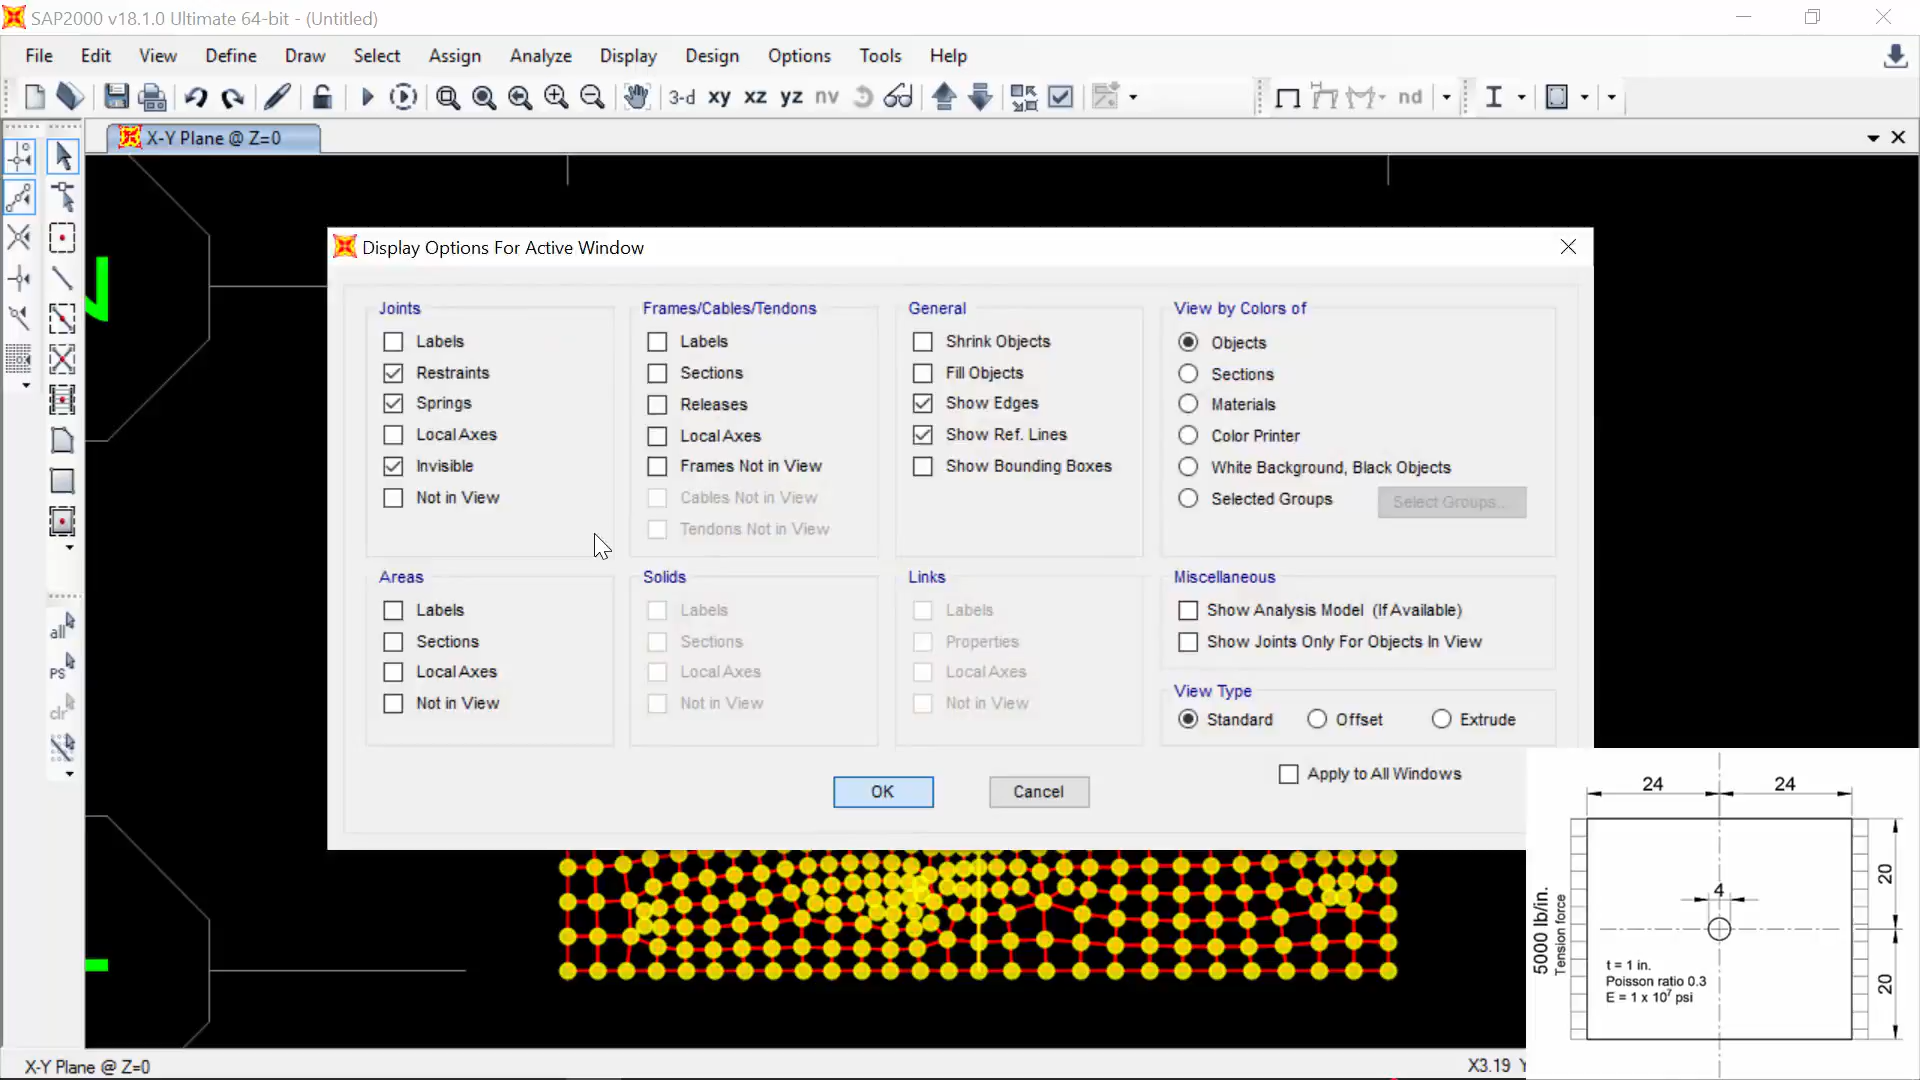 SAP2000 v18.1.0 Ultimate 64-bit - (Untitled)
File Edit View Define Draw Select Assign Analyze Display Design Options Tools Help
3-d xy xz yz nv nd
X-Y Plane @ Z=0
Display Options For Active Window
Joints
Labels
Restraints
Springs
Local Axes
Invisible
Not in View
Frames/Cables/Tendons
Labels
Sections
Releases
Local Axes
Frames Not in View
Cables Not in View
Tendons Not in View
General
Shrink Objects
Fill Objects
Show Edges
Show Ref. Lines
Show Bounding Boxes
View by Colors of
Objects
Sections
Materials
Color Printer
White Background, Black Objects
Selected Groups
Select Groups...
Areas
Labels
Sections
Local Axes
Not in View
Solids
Labels
Sections
Local Axes
Not in View
Links
Labels
Properties
Local Axes
Not in View
Miscellaneous
Show Analysis Model (If Available)
Show Joints Only For Objects In View
View Type
Standard Offset Extrude
Apply to All Windows
OK Cancel
all
PS
clr
24 24
20
4
20
5000 lb/in.
Tension force
t = 1 in.
Poisson ratio 0.3
E = 1 x 10⁷ psi
X-Y Plane @ Z=0
X3.19